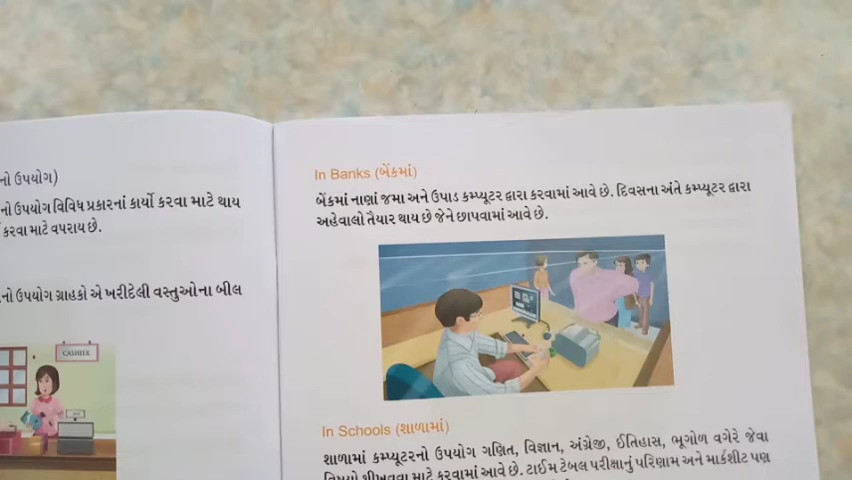 નો ઉપયોગ)
નો ઉપયોગ વિવિધ પ્રકારનાં કાર્યો કરવા માટે થાય
કરવા માટે વપરાય છે.
નો ઉપયોગ ગ્રાહકો એ ખરીદેલી વસ્તુઓના બીલ
CASHIER
In Banks (બેંકમાં)
બેંકમાં નાણાં જમા અને ઉપાડ કમ્પ્યૂટર દ્વારા કરવામાં આવે છે. દિવસના અંતે કમ્પ્યૂટર દ્વારા
અહેવાલો તૈયાર થાય છે જેને છાપવામાં આવે છે.
In Schools (શાળામાં)
શાળામાં કમ્પ્યૂટરનો ઉપયોગ ગણિત, વિજ્ઞાન, અંગ્રેજી, ઈતિહાસ, ભૂગોળ વગેરે જેવા
વિષયો શીખવવા માટે કરવામાં આવે છે. ટાઈમ ટેબલ પરીક્ષાનું પરિણામ અને માર્કશીટ પણ